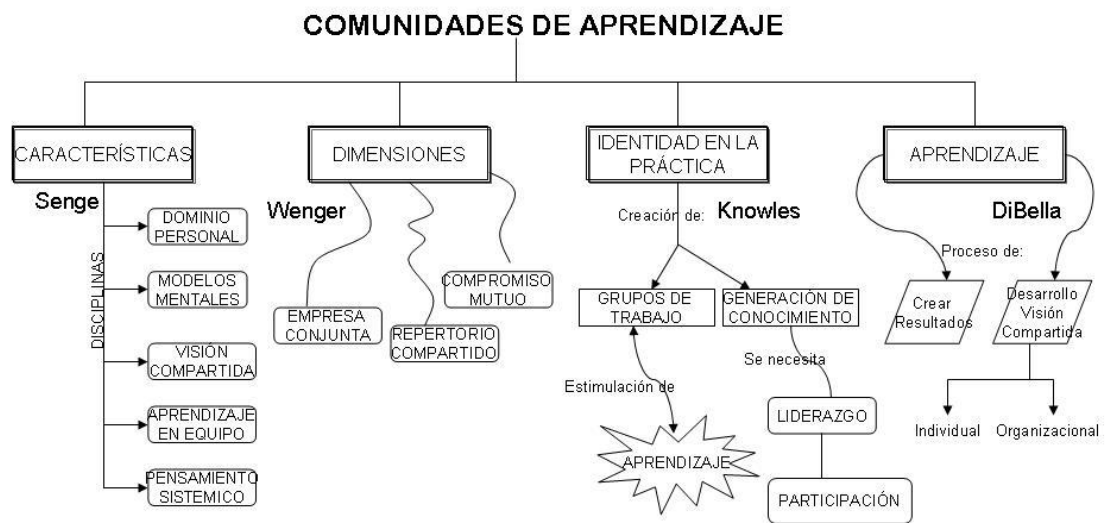 COMUNIDADES DE APRENDIZAJE
CARACTERÍSTICAS
Senge
DISCIPLINAS
DOMINIO
PERSONAL
MODELOS
MENTALES
VISIÓN
COMPARTIDA
APRENDIZAJE
EN EQUIPO
PENSAMIENTO
SISTEMICO
DIMENSIONES
Wenger
EMPRESA
CONJUNTA
REPERTORIO
COMPARTIDO
COMPROMISO
MUTUO
IDENTIDAD EN LA
PRÁCTICA
Creación de:
Knowles
GRUPOS DE
TRABAJO
GENERACIÓN DE
CONOCIMIENTO
Estimulación de
APRENDIZAJE
Se necesita
LIDERAZGO
PARTICIPACIÓN
APRENDIZAJE
DiBella
Proceso de:
Crear
Resultados
Desarrollo
Visión
Compartida
Individual
Organizacional